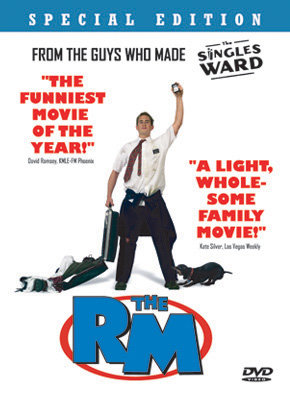 SPECIAL EDITION
FROM THE GUYS WHO MADE
The
SiNGLES
WARD
"THE
FUNNIEST
MOVIE
OF THE
YEAR!"
David Ramsey, KMLE-FM Phoenix
"A LIGHT,
WHOLE-
SOME
FAMILY
MOVIE!"
Kate Silver, Las Vegas Weekly
THE
RM
DVD
VIDEO